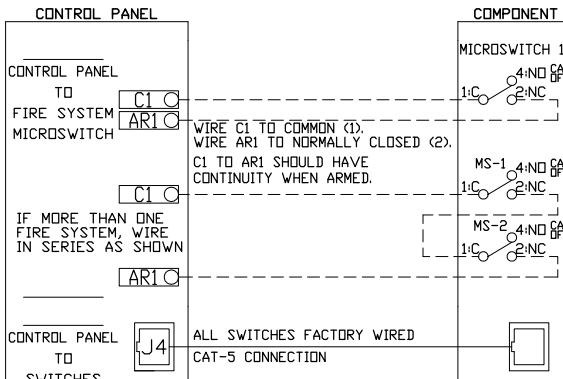 CONTROL PANEL
COMPONENT
MICROSWITCH 1
CONTROL PANEL
TO
FIRE SYSTEM
MICROSWITCH
C1
AR1
4:NO
1:C
2:NC
WIRE C1 TO COMMON (1).
WIRE AR1 TO NORMALLY CLOSED (2).
C1 TO AR1 SHOULD HAVE
CONTINUITY WHEN ARMED.
C1
MS-1
4:NO
1:C
2:NC
IF MORE THAN ONE
FIRE SYSTEM, WIRE
IN SERIES AS SHOWN
MS-2
4:NO
1:C
2:NC
AR1
CONTROL PANEL
TO
SWITCHES
J4
ALL SWITCHES FACTORY WIRED
CAT-5 CONNECTION